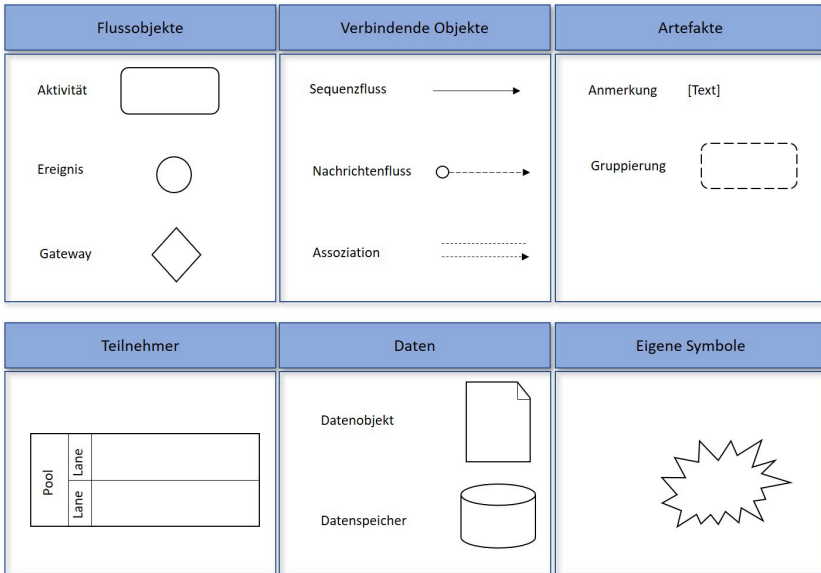 Flussobjekte
Verbindende Objekte
Artefakte
Aktivität
Ereignis
Gateway
Sequenzfluss
Nachrichtenfluss
Assoziation
Anmerkung [Text]
Gruppierung
Teilnehmer
Daten
Eigene Symbole
Pool
Lane
Lane
Datenobjekt
Datenspeicher